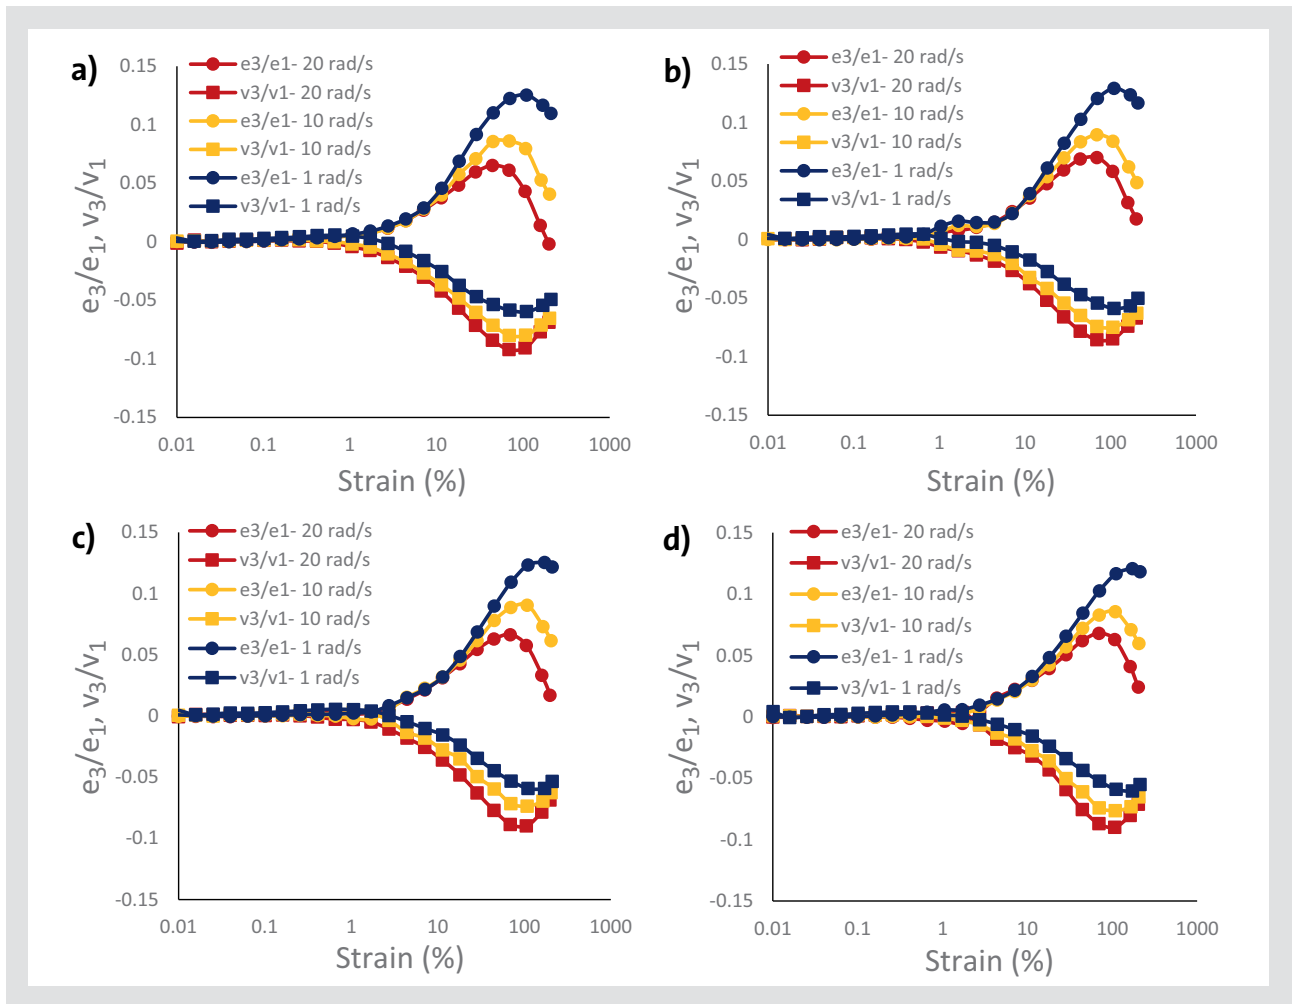 a)
e3/e1- 20 rad/s
v3/v1- 20 rad/s
e3/e1- 10 rad/s
v3/v1- 10 rad/s
e3/e1- 1 rad/s
v3/v1- 1 rad/s
0.15
0.1
0.05
0
-0.05
-0.1
-0.15
e3/e1, v3/v1
0.01 0.1 1 10 100 1000
Strain (%)
b)
e3/e1- 20 rad/s
v3/v1- 20 rad/s
e3/e1- 10 rad/s
v3/v1- 10 rad/s
e3/e1- 1 rad/s
v3/v1- 1 rad/s
0.15
0.1
0.05
0
-0.05
-0.1
-0.15
e3/e1, v3/v1
0.01 0.1 1 10 100 1000
Strain (%)
c)
e3/e1- 20 rad/s
v3/v1- 20 rad/s
e3/e1- 10 rad/s
v3/v1- 10 rad/s
e3/e1- 1 rad/s
v3/v1- 1 rad/s
0.15
0.1
0.05
0
-0.05
-0.1
-0.15
e3/e1, v3/v1
0.01 0.1 1 10 100 1000
Strain (%)
d)
e3/e1- 20 rad/s
v3/v1- 20 rad/s
e3/e1- 10 rad/s
v3/v1- 10 rad/s
e3/e1- 1 rad/s
v3/v1- 1 rad/s
0.15
0.1
0.05
0
-0.05
-0.1
-0.15
e3/e1, v3/v1
0.01 0.1 1 10 100 1000
Strain (%)